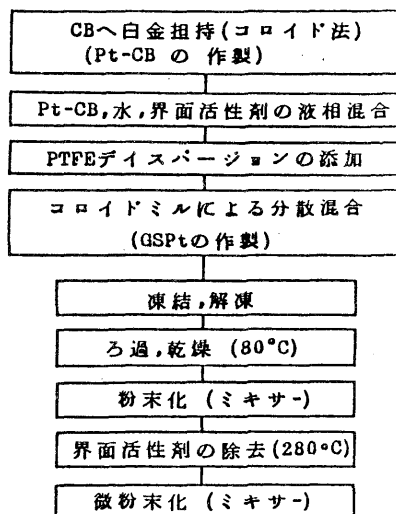 CBへ白金担持(コロイド法)
(Pt-CB の 作製)
Pt-CB,水,界面活性剤の液相混合
PTFEデイスパージョンの添加
コロイドミルによる分散混合
(GSPtの作製)
凍結,解凍
ろ過,乾燥 (80°C)
粉末化 (ミキサー)
界面活性剤の除去(280°C)
微粉末化 (ミキサー)